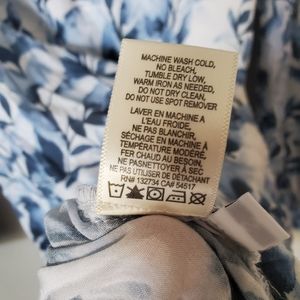 MACHINE WASH COLD,
NO BLEACH,
TUMBLE DRY LOW,
WARM IRON AS NEEDED,
DO NOT DRY CLEAN,
DO NOT USE SPOT REMOVER
LAVER EN MACHINE A
L'EAU FROIDE,
NE PAS BLANCHIR,
SÉCHAGE EN MACHINE À
TEMPÉRATURE MODÉRÉE,
FER CHAUD AU BESOIN,
NE PASNETTOYER À SEC
NE PAS UTILISER DE DÉTACHANT
RN# 132734 CA# 54517